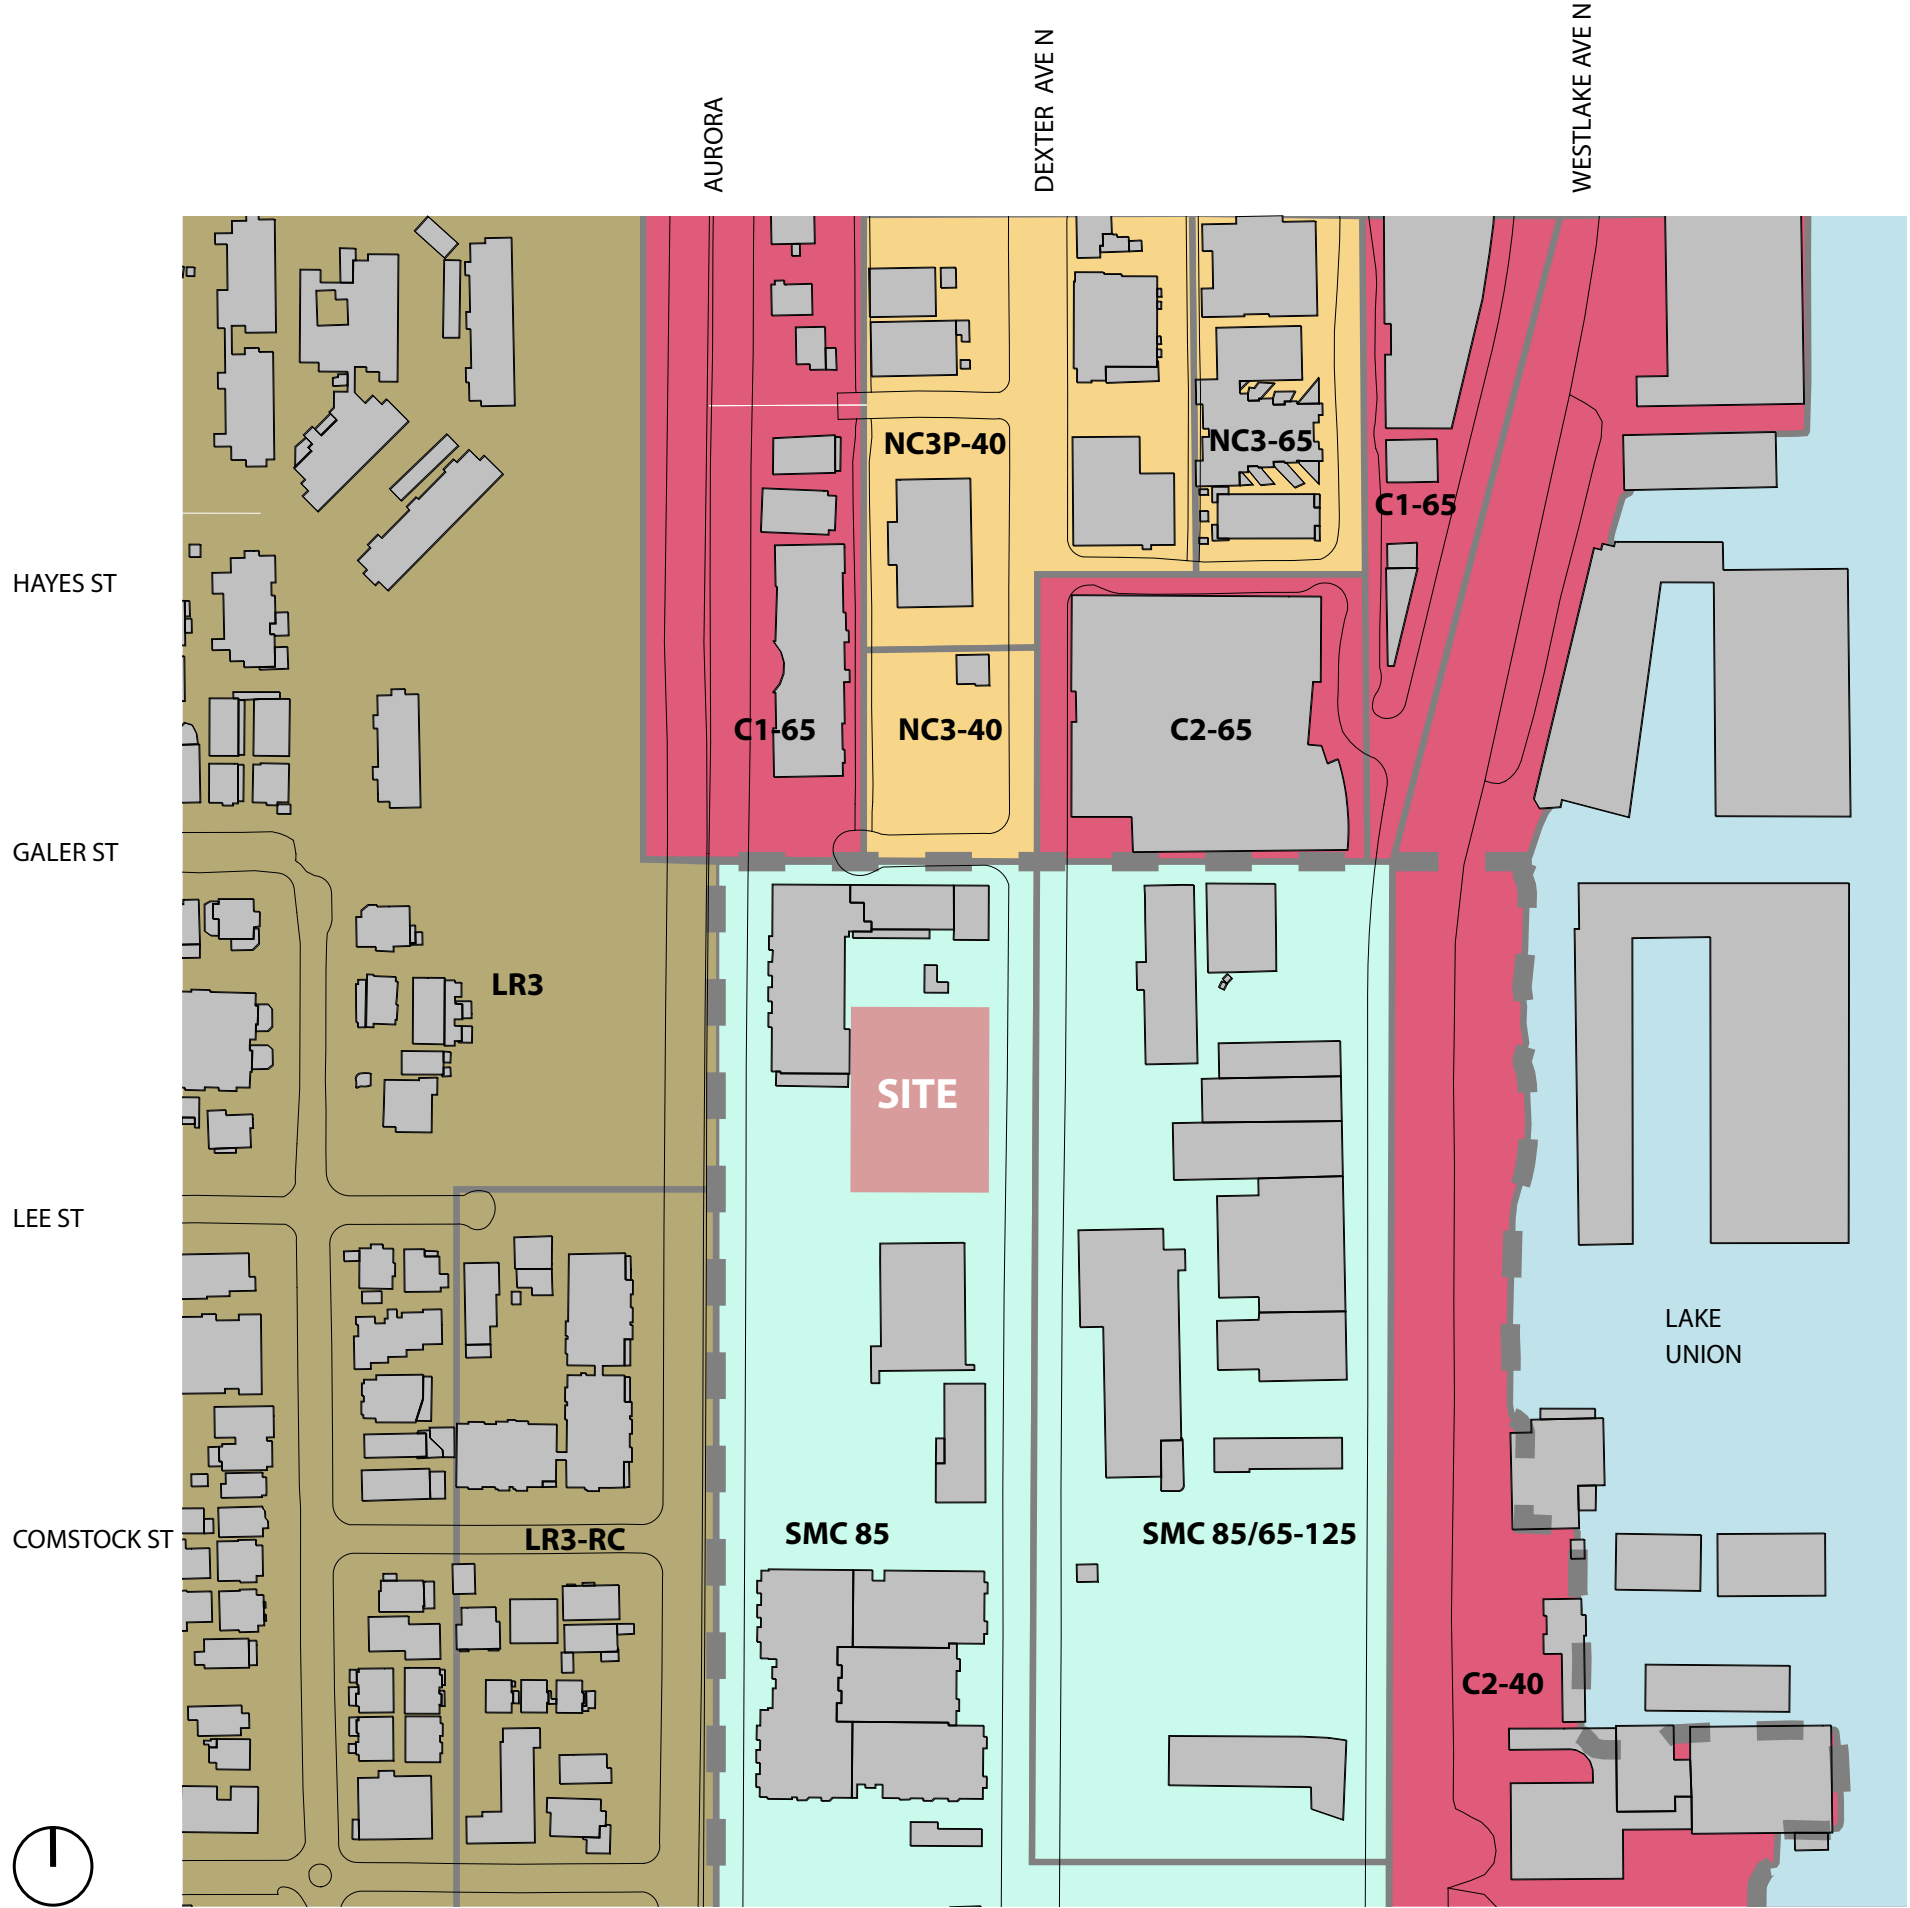 AURORA
DEXTER AVE N
WESTLAKE AVE N
NC3P-40
NC3-65
C1-65
HAYES ST
C1-65
NC3-40
C2-65
GALER ST
LR3
SITE
LEE ST
LAKE
UNION
COMSTOCK ST
LR3-RC
SMC 85
SMC 85/65-125
C2-40